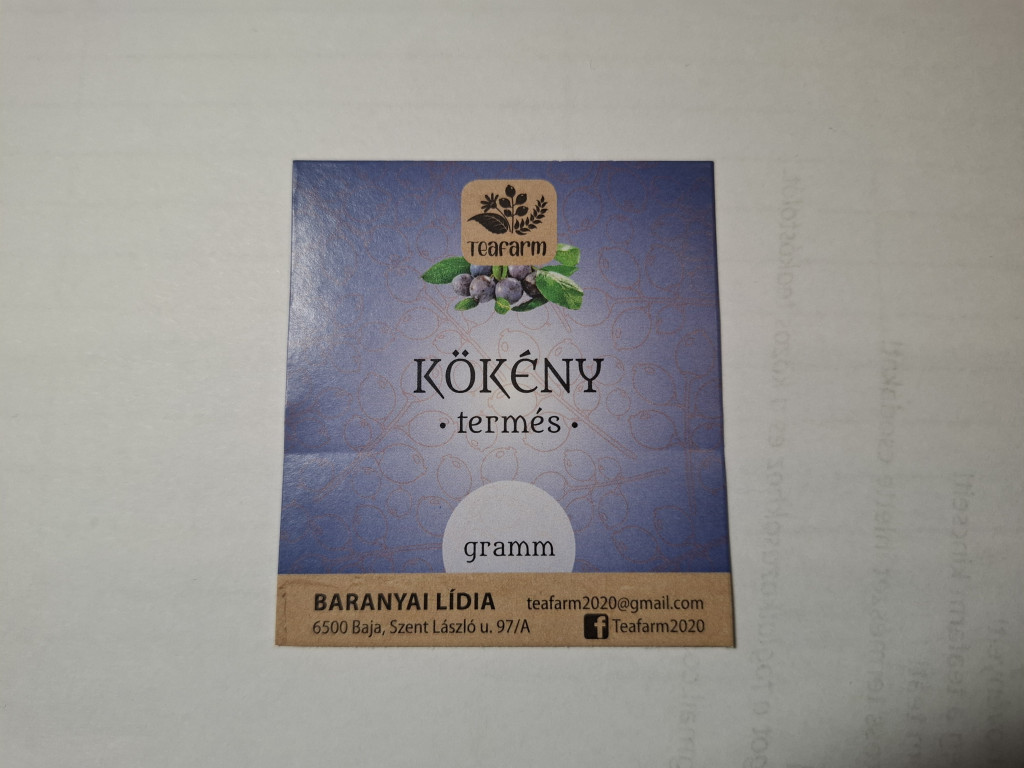 Teafarm
KÖKÉNY
• termés •
gramm
BARANYAI LÍDIA
6500 Baja, Szent László u. 97/A
teafarm2020@gmail.com
Teafarm2020